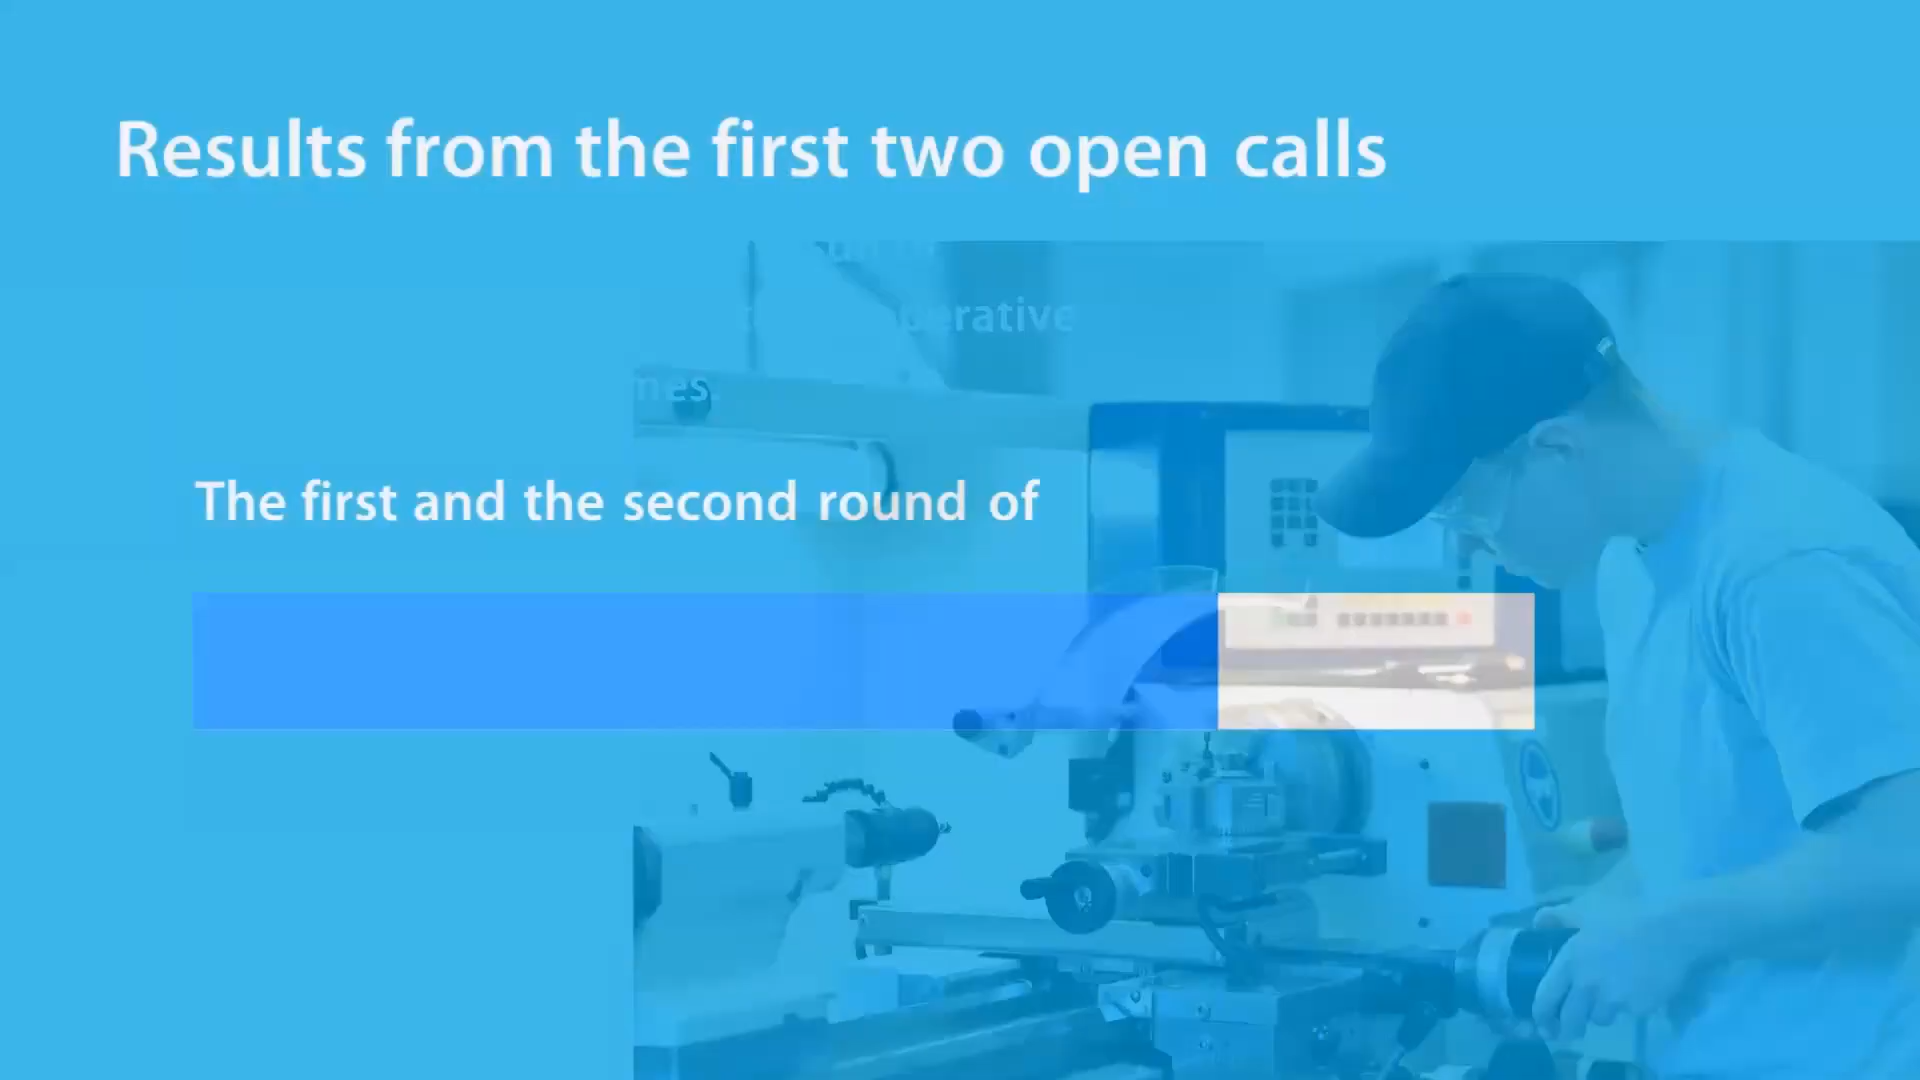 Results from the first two open calls
The first and the second round of